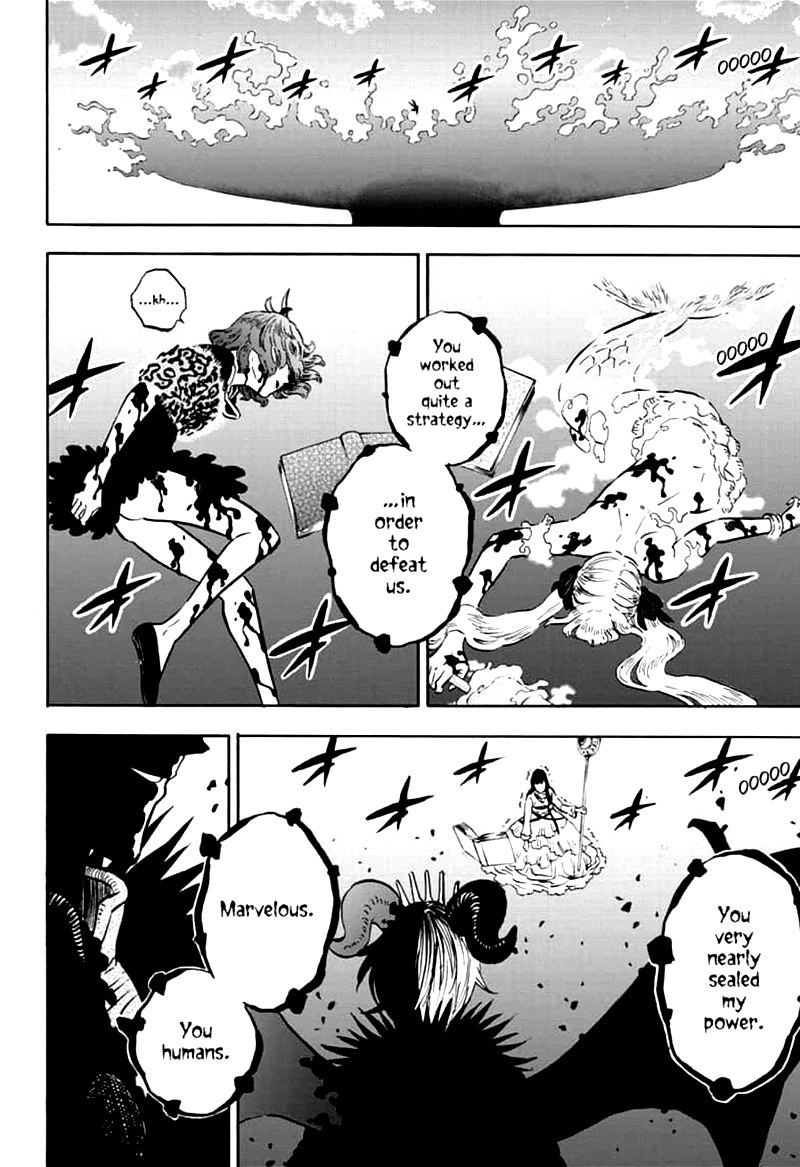 OOOOO
You
worked
out
quite a
strategy...
...in
order
to
defeat
us.
OOOOO
...kh...
You
very
nearly
sealed
my
power.
OOOOO
Marvelous.
You
humans.